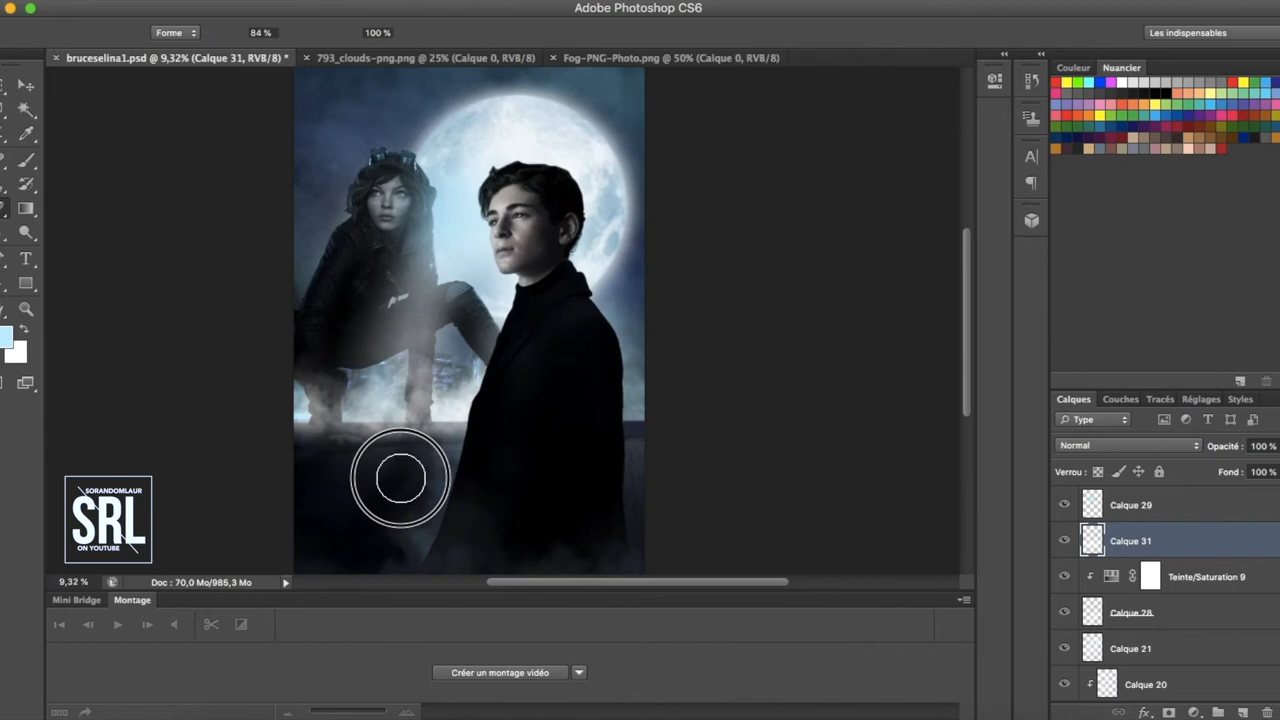 Adobe Photoshop CS6
Forme 84 % 100 % Les indispensables
bruceselina1.psd @ 9,32% (Calque 31, RVB/8) * 793_clouds-png.png @ 25% (Calque 0, RVB/8) Fog-PNG-Photo.png @ 50% (Calque 0, RVB/8)
Couleur Nuancier
Calques Couches Tracés Réglages Styles
Type
Normal Opacité : 100 %
Verrou : Fond : 100 %
Calque 29
Calque 31
Teinte/Saturation 9
Calque 28
Calque 21
Calque 20
SORANDOMLAUR
SRL
ON YOUTUBE
9,32 % Doc : 70,0 Mo/985,3 Mo
Mini Bridge Montage
Créer un montage vidéo